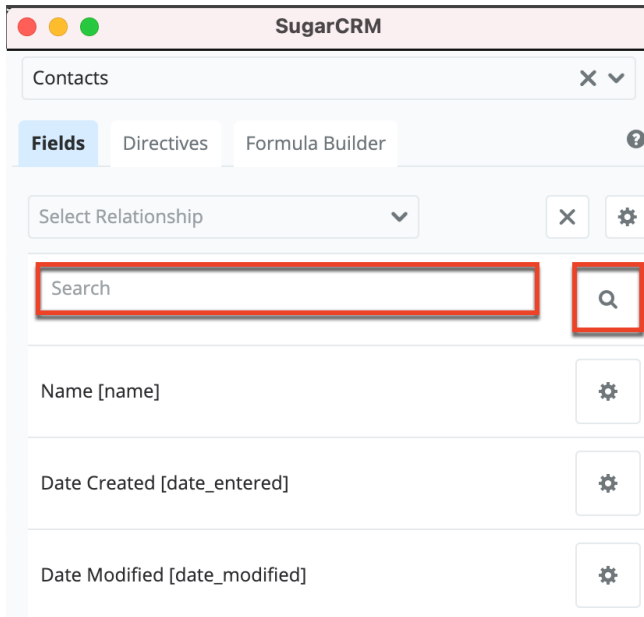 SugarCRM
Contacts
Fields Directives Formula Builder
Select Relationship
Search
Name [name]
Date Created [date_entered]
Date Modified [date_modified]